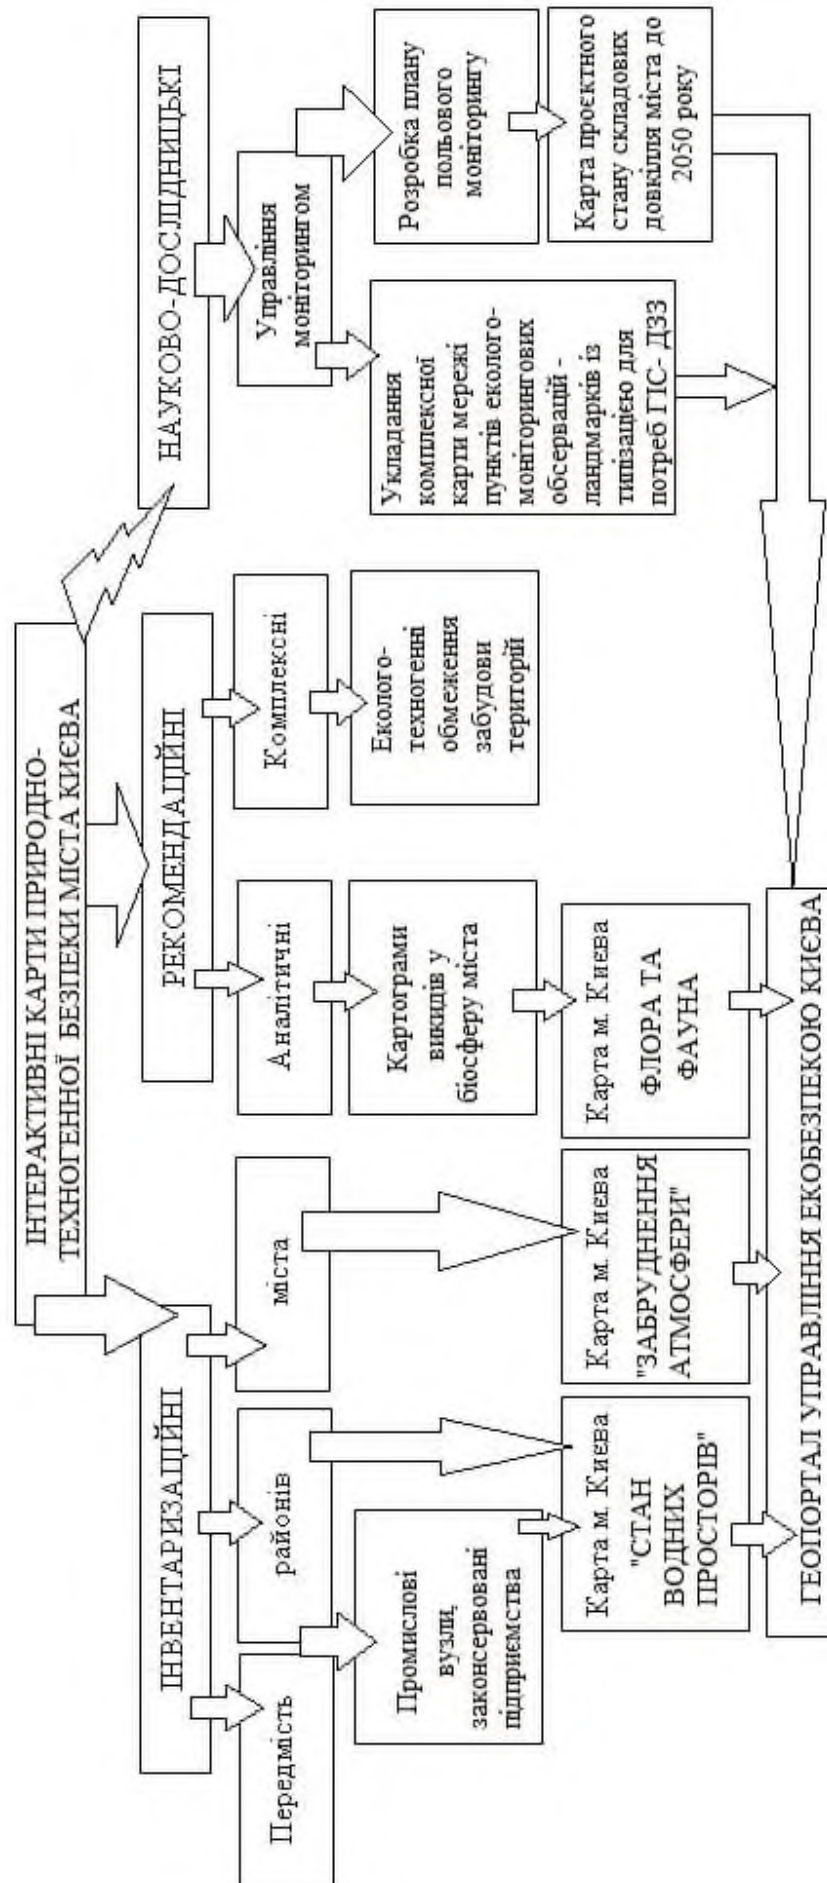 ІНТЕРАКТИВНІ КАРТИ ПРИРОДНО-
ТЕХНОГЕННОЇ БЕЗПЕКИ МІСТА КИЄВА
ІНВЕНТАРИЗАЦІЙНІ
РЕКОМЕНДАЦІЙНІ
НАУКОВО-ДОСЛІДНИЦЬКІ
Передмість
районів
міста
Аналітичні
Комплексні
Управління
моніторингом
Промислові
вузли,
законсервовані
підприємства
Картограми
викидів у
біосферу міста
Еколого-
техногенні
обмеження
забудови
територій
Укладання
комплексної
карти мережі
пунктів еколого-
моніторингових
обсервацій -
ландмарків із
типізацією для
потреб ГІС- ДЗЗ
Розробка плану
польового
моніторингу
Карта м. Києва
"СТАН
ВОДНИХ
ПРОСТОРІВ"
Карта м. Києва
"ЗАБРУДНЕННЯ
АТМОСФЕРИ"
Карта м. Києва
ФЛОРА ТА
ФАУНА
Карта проєктного
стану складових
довкілля міста до
2050 року
ГЕОПОРТАЛ УПРАВЛІННЯ ЕКОБЕЗПЕКОЮ КИЄВА